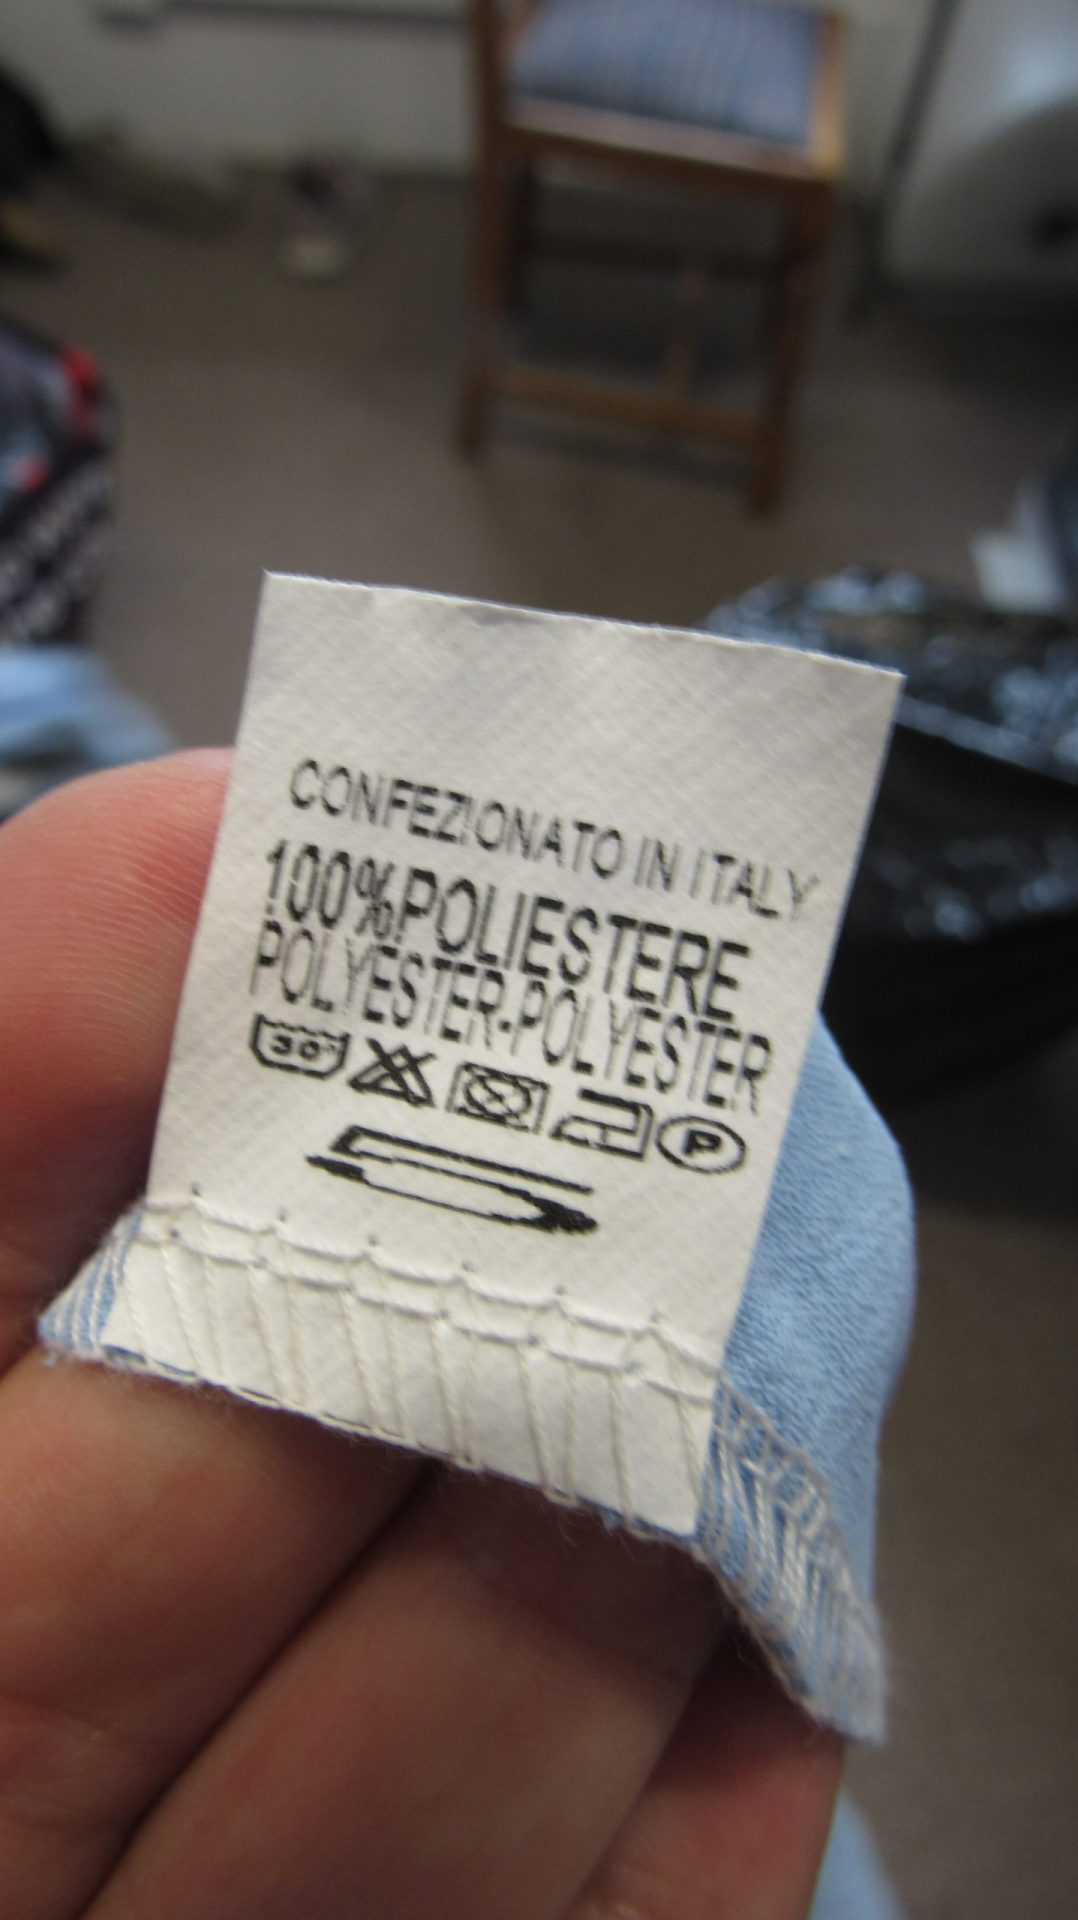 CONFEZIONATO IN ITALY
100%POLIESTERE
POLYESTER-POLYESTER
30° P
S